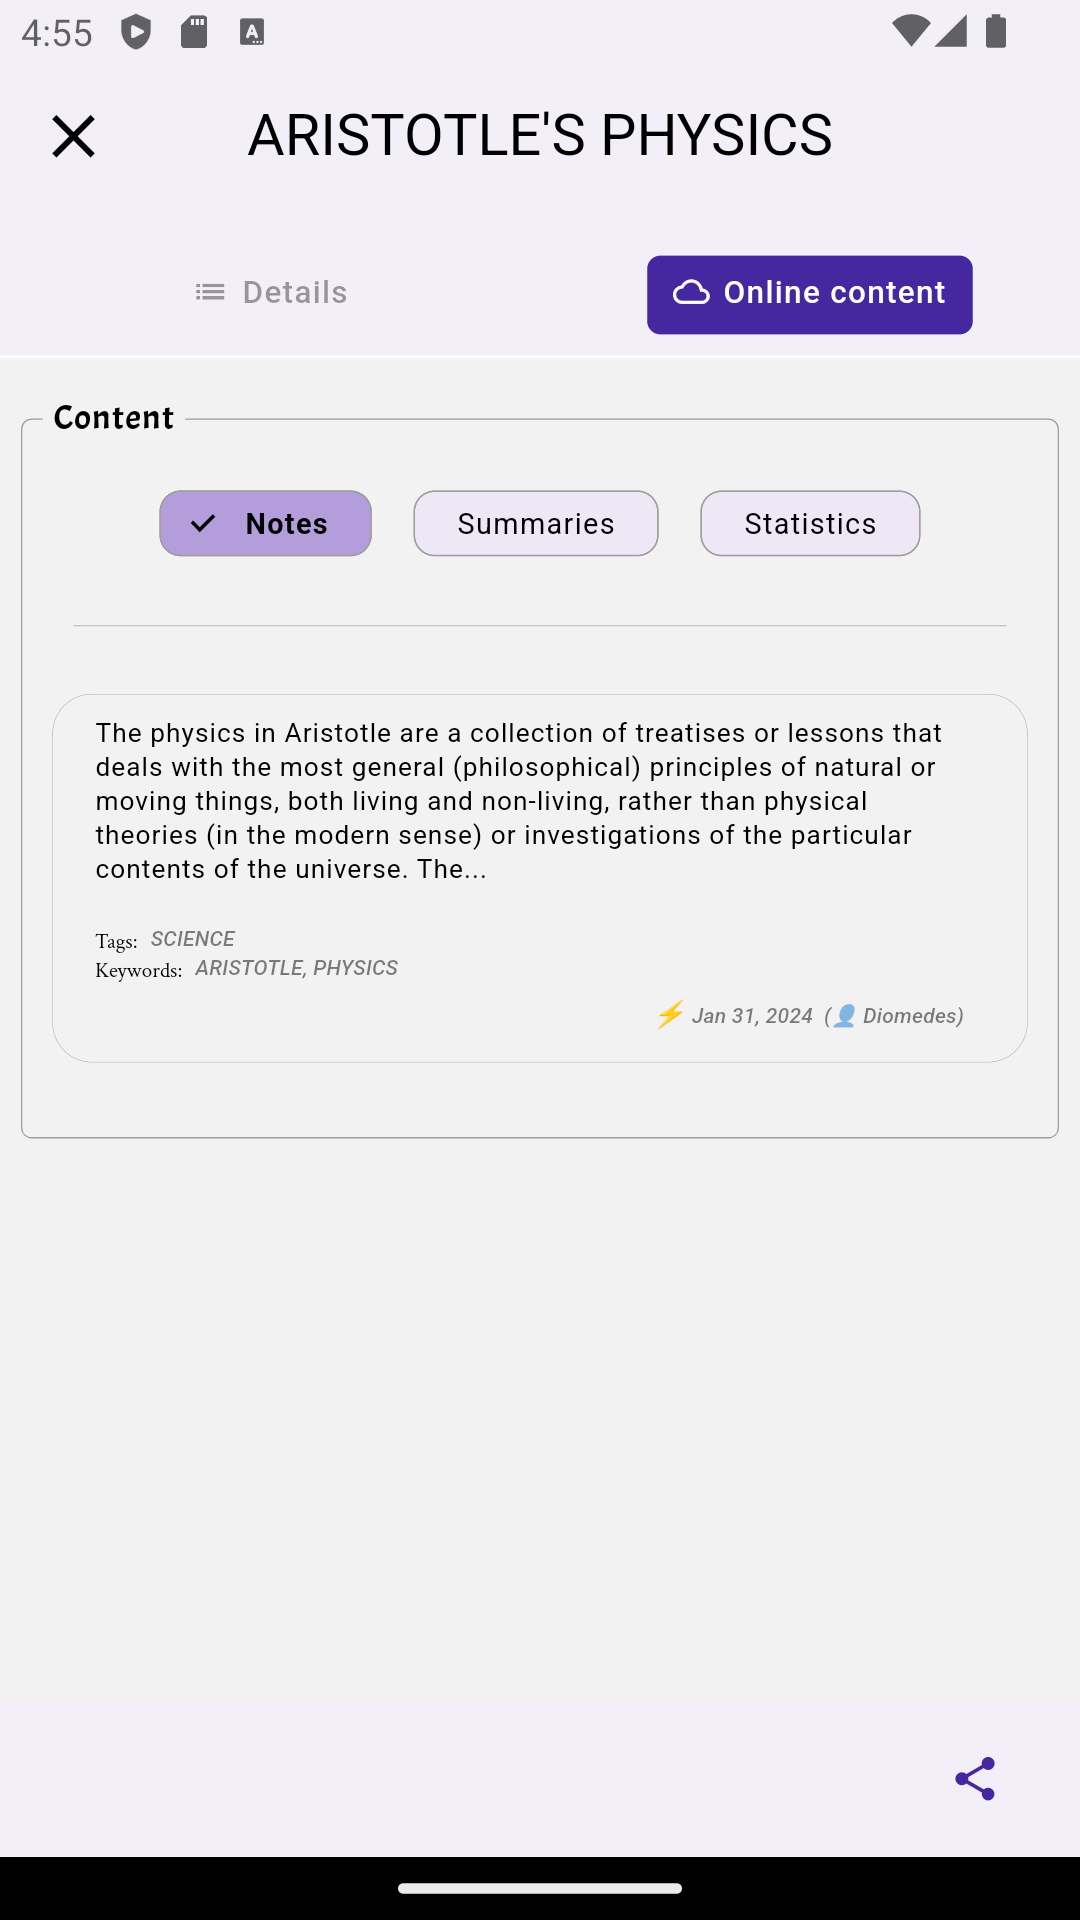 4:55
ARISTOTLE'S PHYSICS
Details
Online content
Content
Notes
Summaries
Statistics
The physics in Aristotle are a collection of treatises or lessons that
deals with the most general (philosophical) principles of natural or
moving things, both living and non-living, rather than physical
theories (in the modern sense) or investigations of the particular
contents of the universe. The...
Tags: SCIENCE
Keywords: ARISTOTLE, PHYSICS
⚡ Jan 31, 2024 (👤 Diomedes)